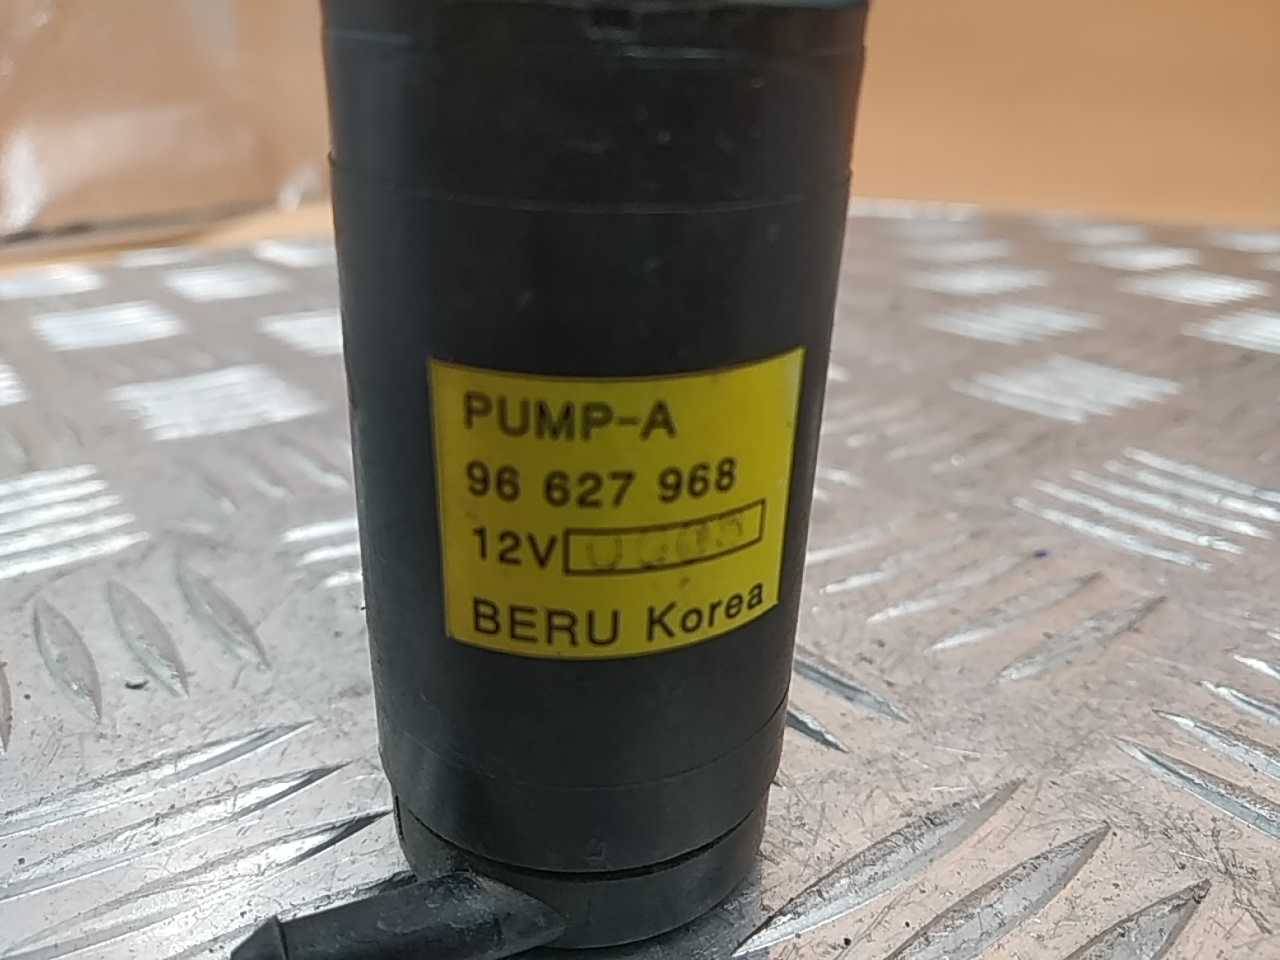 PUMP-A
96 627 968
12V
BERU Korea